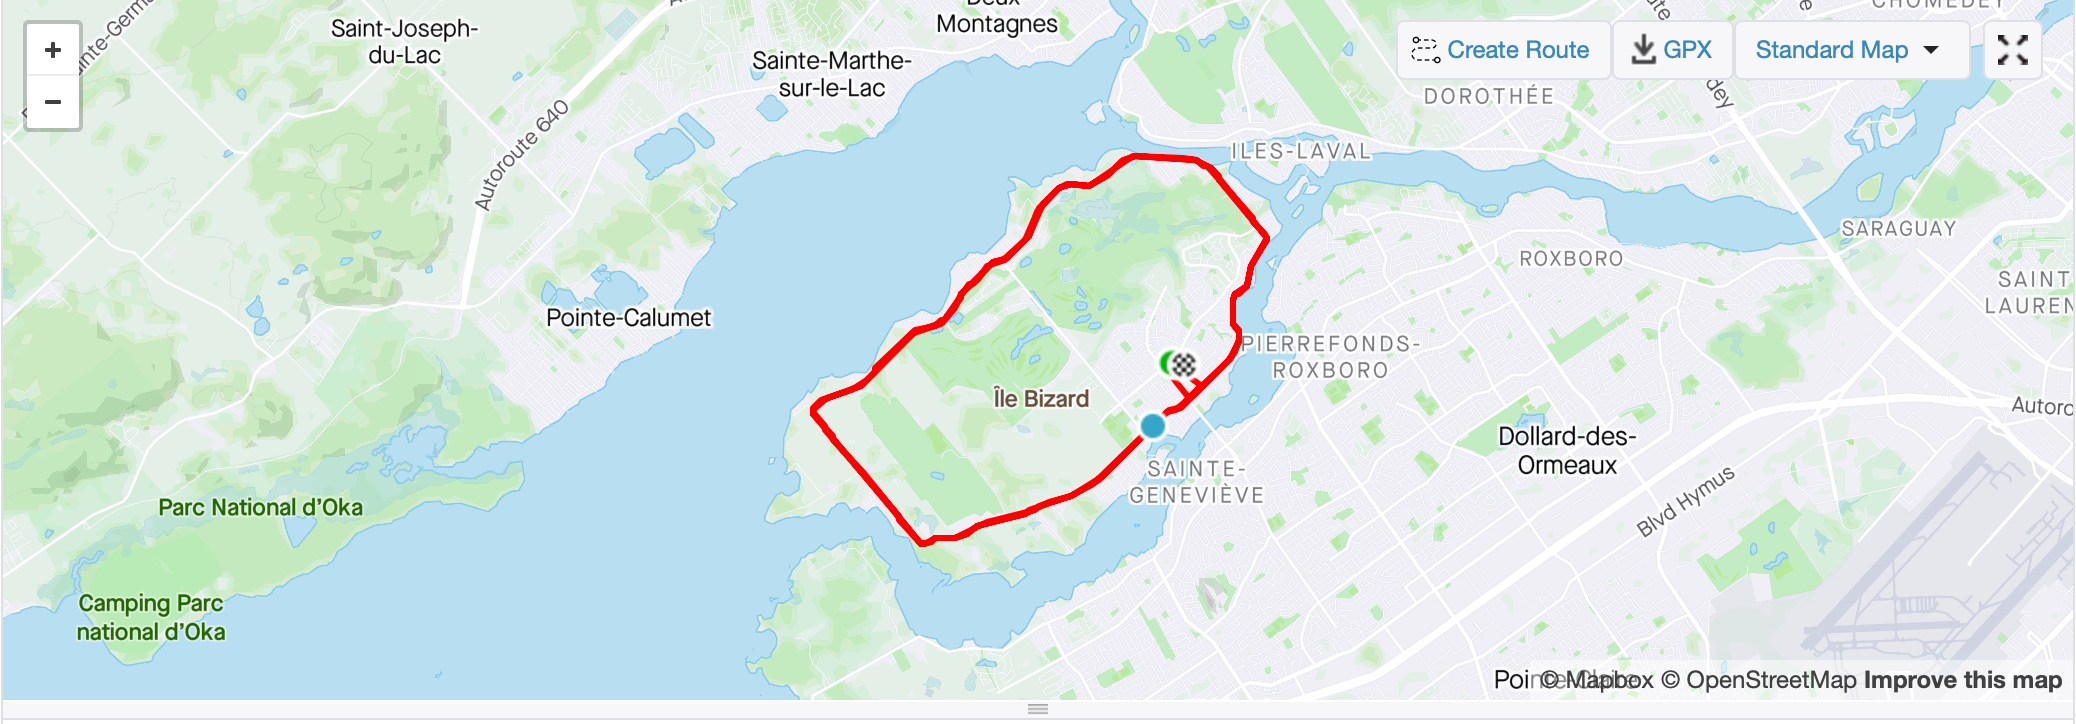 Deux
Montagnes
CHOMEDEY
Saint-Joseph-
du-Lac
+
−
Sainte-Marthe-
sur-le-Lac
Create Route
GPX
Standard Map
DOROTHÉE
Autoroute 640
ILES-LAVAL
SARAGUAY
ROXBORO
SAINT
LAUREN
Pointe-Calumet
PIERREFONDS-
ROXBORO
Île Bizard
Autoro
Dollard-des-
Ormeaux
SAINTE-
GENEVIÈVE
Blvd Hymus
Parc National d'Oka
Camping Parc
national d'Oka
© Mapbox © OpenStreetMap Improve this map